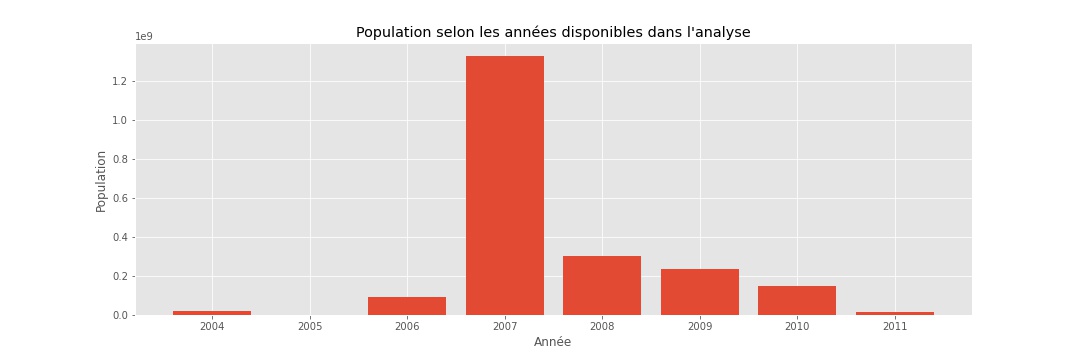 Population selon les années disponibles dans l'analyse
1e9
1.2
1.0
0.8
0.6
0.4
0.2
0.0
Population
2004 2005 2006 2007 2008 2009 2010 2011
Année